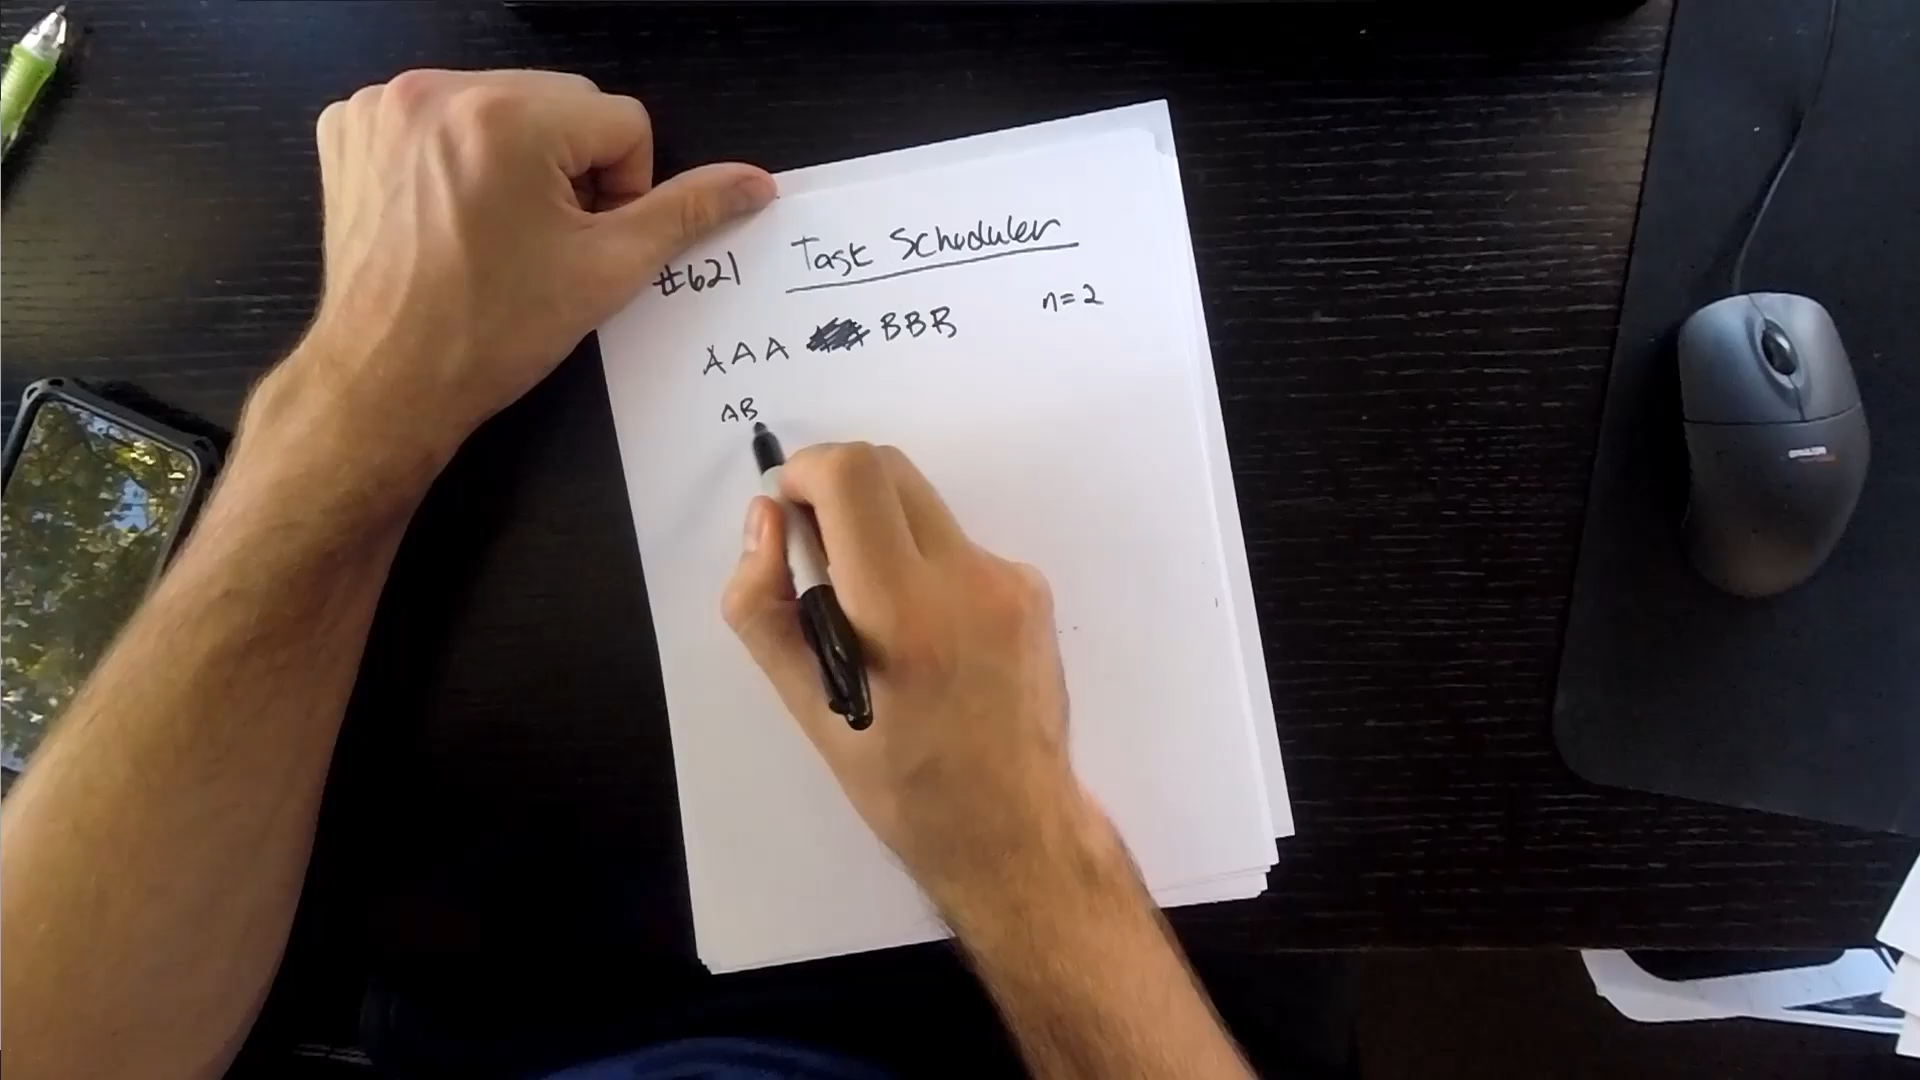 #621 Task Scheduler
n=2
AAA BBB
AB